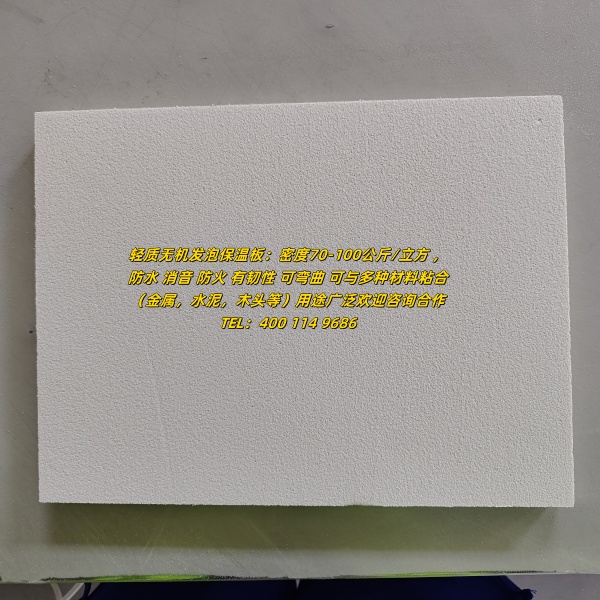 轻质无机发泡保温板：密度70-100公斤/立方，
防水 消音 防火 有韧性 可弯曲 可与多种材料粘合
（金属，水泥，木头等）用途广泛欢迎咨询合作
TEL：400 114 9686